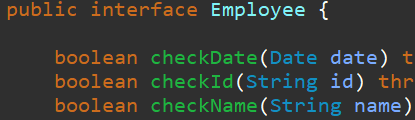 public interface Employee {
boolean checkDate(Date date) t
boolean checkId(String id) thr
boolean checkName(String name)